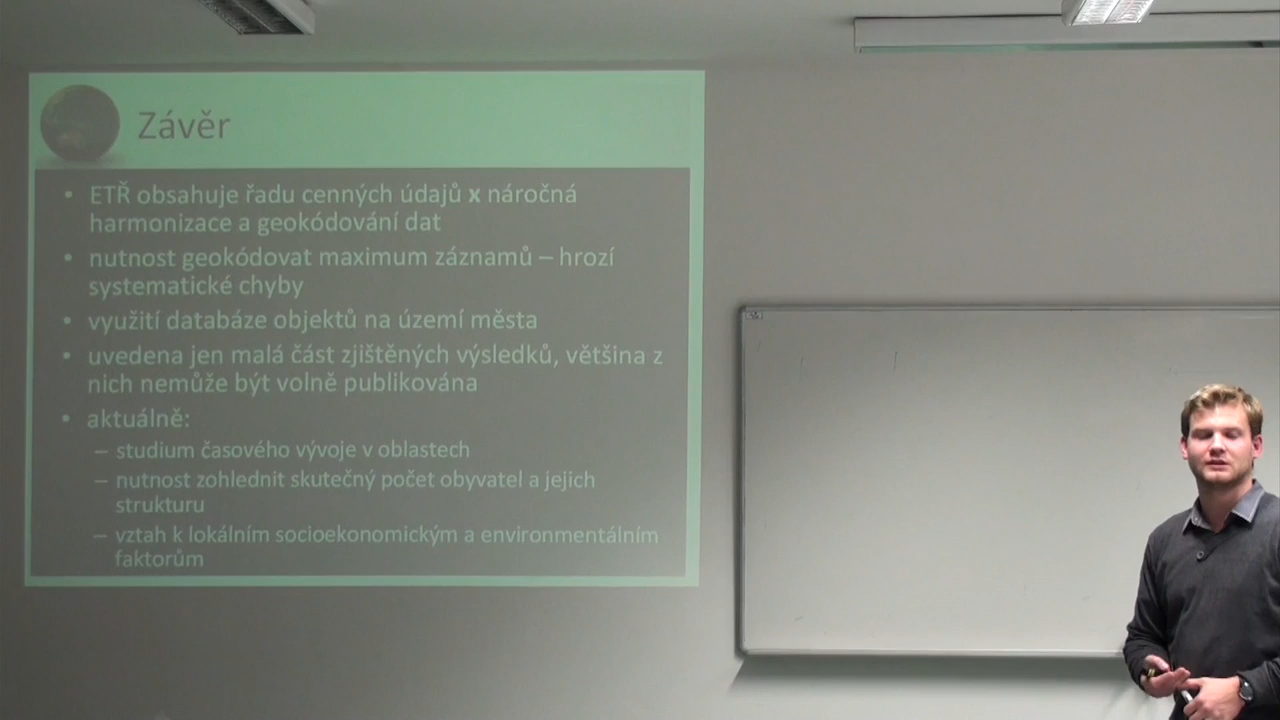 Závěr
• ETŘ obsahuje řadu cenných údajů x náročná
harmonizace a geokódování dat
• nutnost geokódovat maximum záznamů – hrozí
systematické chyby
• využití databáze objektů na území města
• uvedena jen malá část zjištěných výsledků, většina z
nich nemůže být volně publikována
• aktuálně:
– studium časového vývoje v oblastech
– nutnost zohlednit skutečný počet obyvatel a jejich
strukturu
– vztah k lokálním socioekonomickým a environmentálním
faktorům